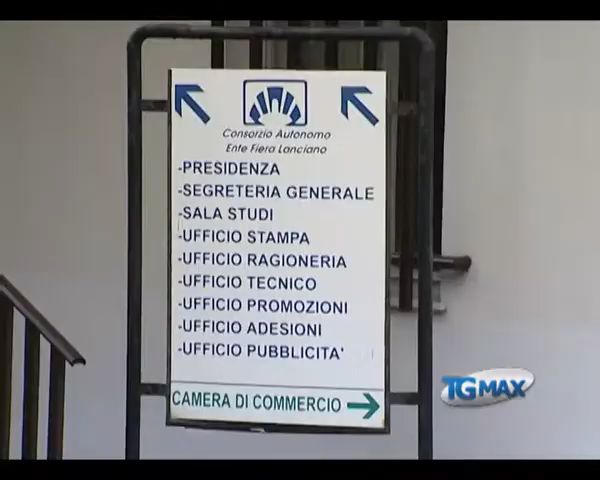 Consorzio Autonomo
Ente Fiera Lanciano
-PRESIDENZA
-SEGRETERIA GENERALE
-SALA STUDI
-UFFICIO STAMPA
-UFFICIO RAGIONERIA
-UFFICIO TECNICO
-UFFICIO PROMOZIONI
-UFFICIO ADESIONI
-UFFICIO PUBBLICITA'
CAMERA DI COMMERCIO
TGMAX